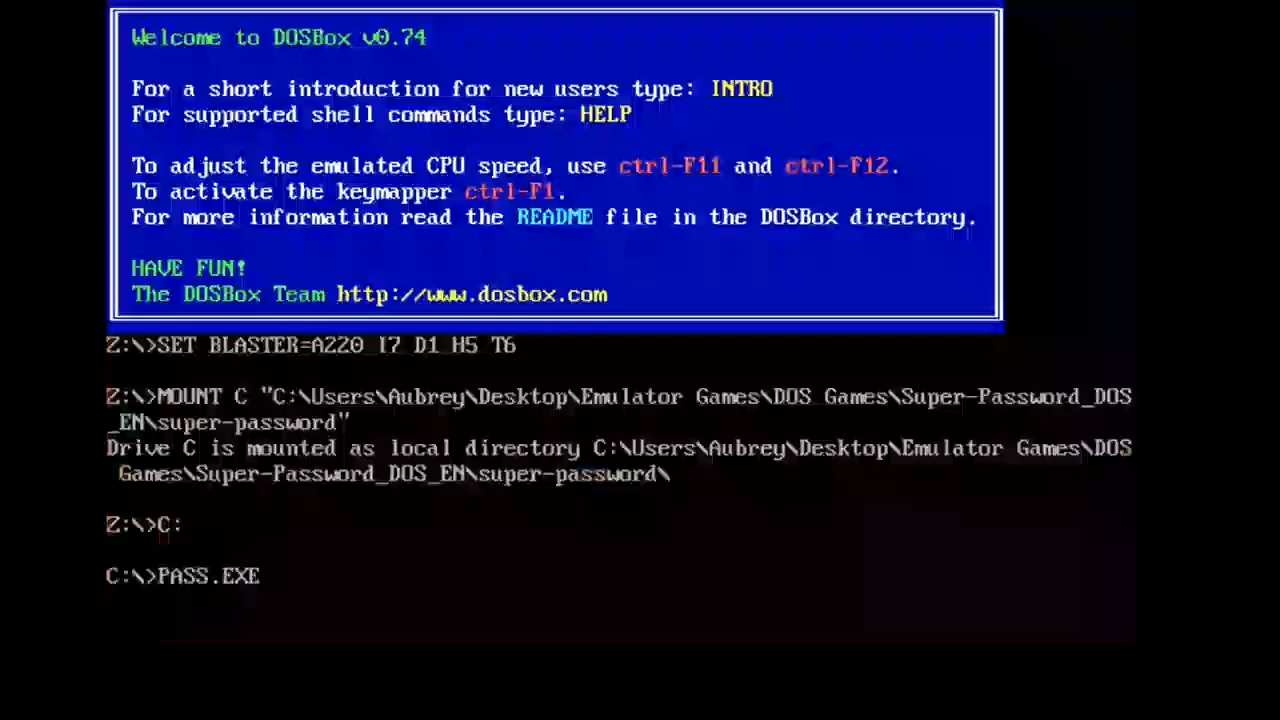 Welcome to DOSBox v0.74
For a short introduction for new users type: INTRO
For supported shell commands type: HELP
To adjust the emulated CPU speed, use ctrl-F11 and ctrl-F12.
To activate the keymapper ctrl-F1.
For more information read the README file in the DOSBox directory.
HAVE FUN!
The DOSBox Team http://www.dosbox.com
Z:\>SET BLASTER=A220 I7 D1 H5 T6
Z:\>MOUNT C "C:\Users\Aubrey\Desktop\Emulator Games\DOS Games\Super-Password_DOS
_EN\super-password"
Drive C is mounted as local directory C:\Users\Aubrey\Desktop\Emulator Games\DOS
Games\Super-Password_DOS_EN\super-password\
Z:\>C:
C:\>PASS.EXE